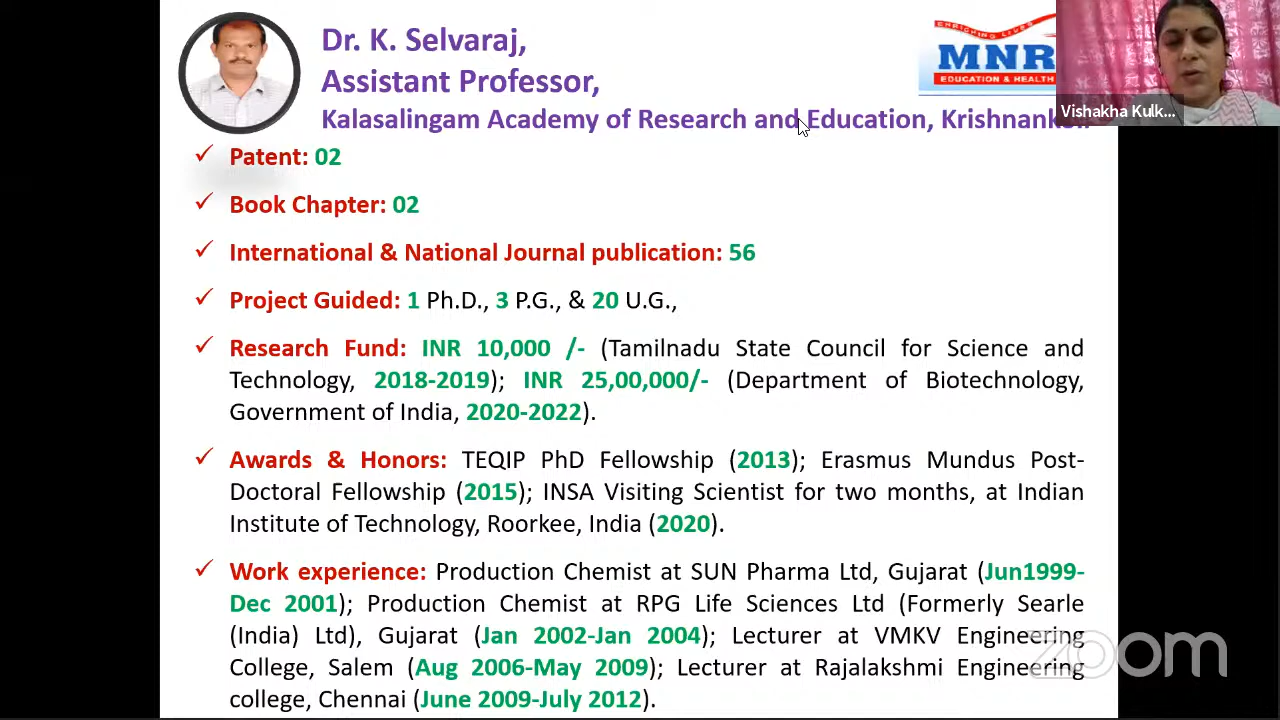 Dr. K. Selvaraj,
Assistant Professor,
Kalasalingam Academy of Research and Education,
ENRICHING LIVES
MNR
EDUCATION & HEALTH
Vishakha Kulk...
✓ Patent: 02
✓ Book Chapter: 02
✓ International & National Journal publication: 56
✓ Project Guided: 1 Ph.D., 3 P.G., & 20 U.G.,
✓ Research Fund: INR 10,000 /- (Tamilnadu State Council for Science and
Technology, 2018-2019); INR 25,00,000/- (Department of Biotechnology,
Government of India, 2020-2022).
✓ Awards & Honors: TEQIP PhD Fellowship (2013); Erasmus Mundus Post-
Doctoral Fellowship (2015); INSA Visiting Scientist for two months, at Indian
Institute of Technology, Roorkee, India (2020).
✓ Work experience: Production Chemist at SUN Pharma Ltd, Gujarat (Jun1999-
Dec 2001); Production Chemist at RPG Life Sciences Ltd (Formerly Searle
(India) Ltd), Gujarat (Jan 2002-Jan 2004); Lecturer at VMKV Engineering
College, Salem (Aug 2006-May 2009); Lecturer at Rajalakshmi Engineering
college, Chennai (June 2009-July 2012).
zoom